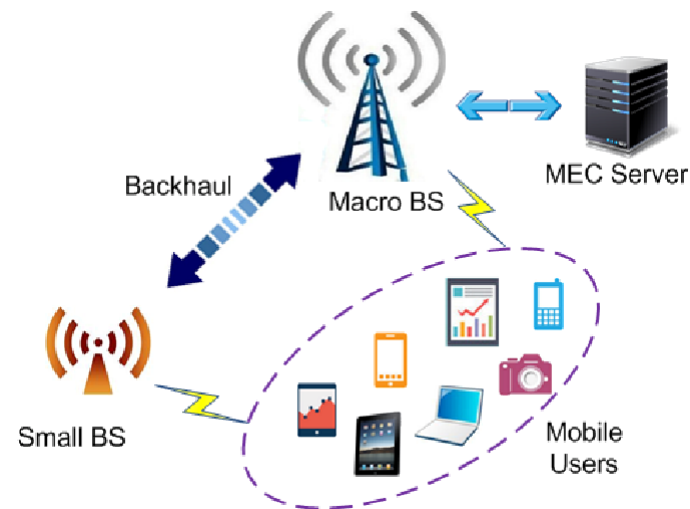 Backhaul
Macro BS
MEC Server
Small BS
Mobile
Users